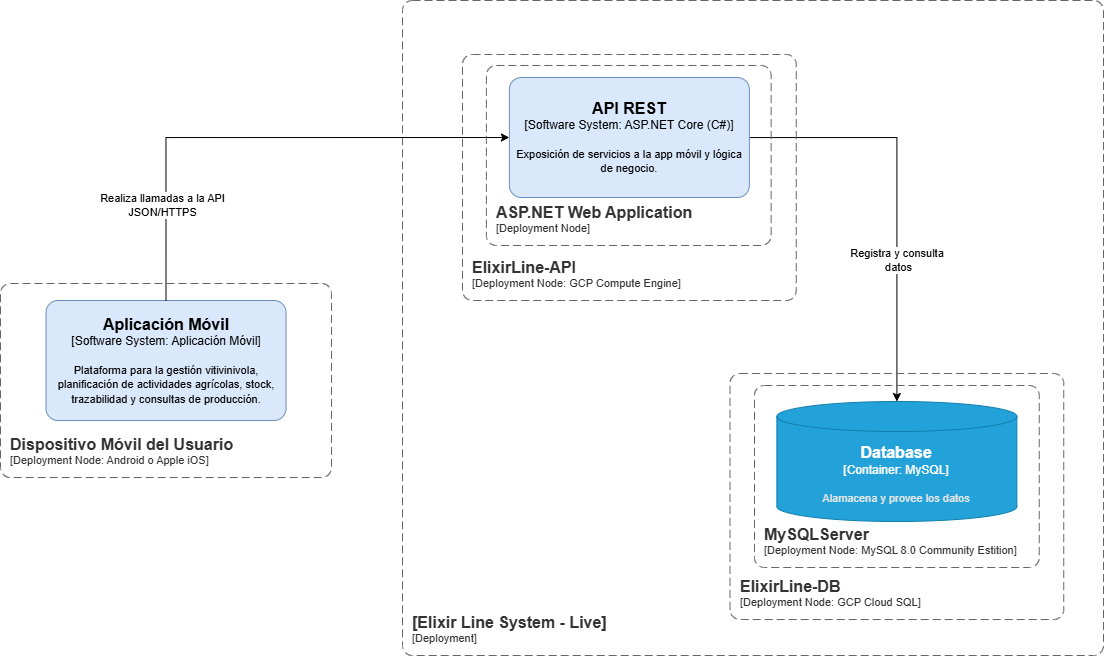 API REST
[Software System: ASP.NET Core (C#)]
Exposición de servicios a la app móvil y lógica
de negocio.
ASP.NET Web Application
[Deployment Node]
ElixirLine-API
[Deployment Node: GCP Compute Engine]
Realiza llamadas a la API
JSON/HTTPS
Registra y consulta
datos
Aplicación Móvil
[Software System: Aplicación Móvil]
Plataforma para la gestión vitivinivola,
planificación de actividades agrícolas, stock,
trazabilidad y consultas de producción.
Dispositivo Móvil del Usuario
[Deployment Node: Android o Apple iOS]
Database
[Container: MySQL]
Alamacena y provee los datos
MySQLServer
[Deployment Node: MySQL 8.0 Community Estition]
ElixirLine-DB
[Deployment Node: GCP Cloud SQL]
[Elixir Line System - Live]
[Deployment]